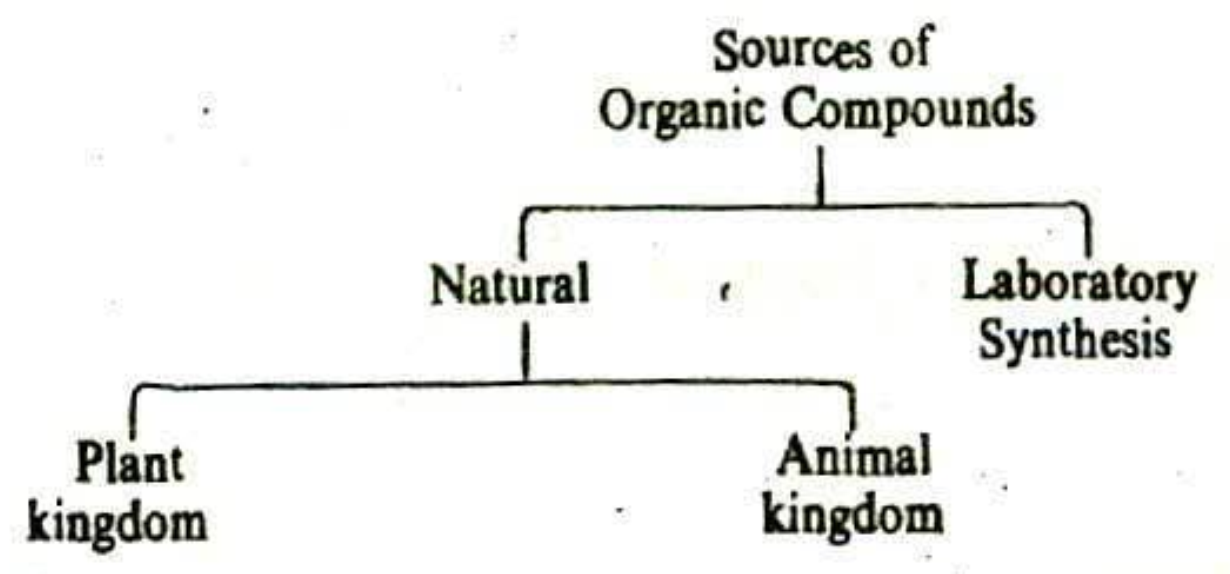 Sources of
Organic Compounds
Natural
Laboratory
Synthesis
Plant
kingdom
Animal
kingdom